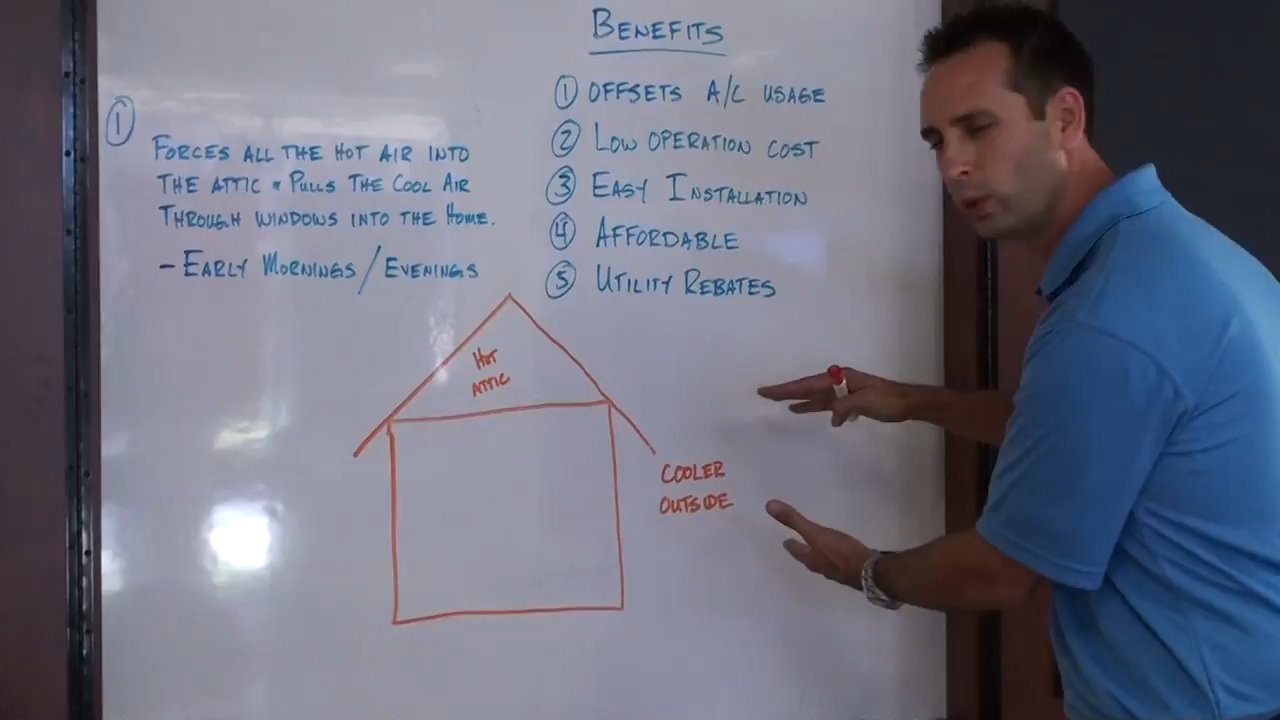 ①
FORCES ALL THE HOT AIR INTO
THE ATTIC & PULLS THE COOL AIR
THROUGH WINDOWS INTO THE HOME.
- EARLY MORNINGS/EVENINGS
BENEFITS
① OFFSETS A/C USAGE
② LOW OPERATION COST
③ EASY INSTALLATION
④ AFFORDABLE
⑤ UTILITY REBATES
HOT
ATTIC
COOLER
OUTSIDE